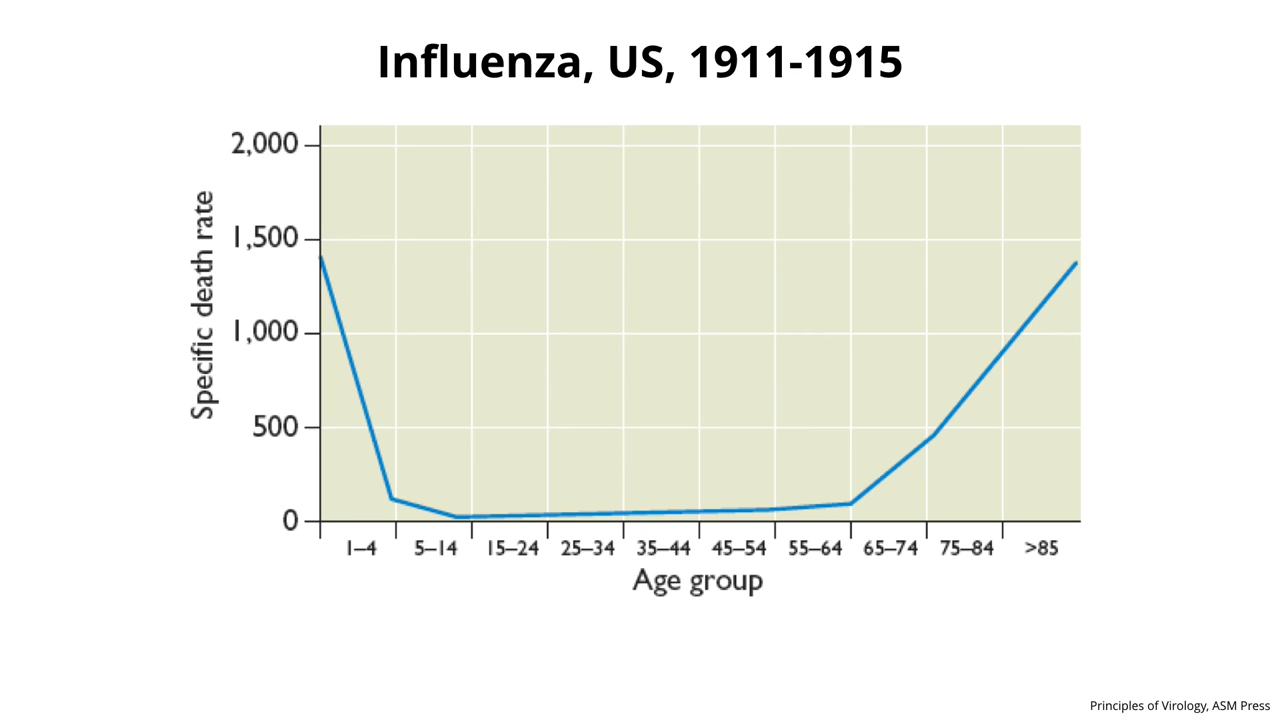 Influenza, US, 1911-1915
2,000
1,500
1,000
500
0
Specific death rate
1–4 5–14 15–24 25–34 35–44 45–54 55–64 65–74 75–84 >85
Age group
Principles of Virology, ASM Press